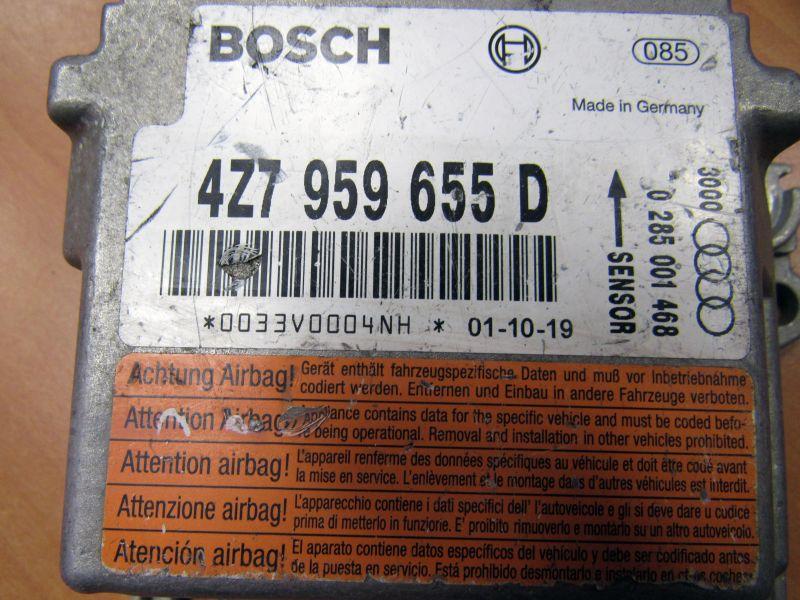 BOSCH
085
Made in Germany
4Z7 959 655 D
SENSOR
0 285 001 468
3000
*0033V0004NH *
01-10-19
Achtung Airbag! Gerät enthält fahrzeugspezifische Daten und muß vor Inbetriebnahme
codiert werden. Entfernen und Einbau in andere Fahrzeuge verboten.
Attention Airbag! Appliance contains data for the specific vehicle and must be coded befo-
re being operational. Removal and installation in other vehicles prohibited.
Attention airbag! L'appareil renferme des données spécifiques au véhicule et doit être codé avant
la mise en service. L'enlèvement et le montage dans d'autres véhicules est interdit.
Attenzione airbag! L'apparecchio contiene i dati specifici dell' l'autoveicole e gli si deve dare u codice
prima di metterlo in funzione. E' proibito rimuoverlo e montarlo su un altro autoveicolo.
Atención airbag! El aparato contiene datos específicos del vehículo y debe ser codificado antes
de la puesta en servicio. Está prohibido desmontarlo e instalarlo en coches.